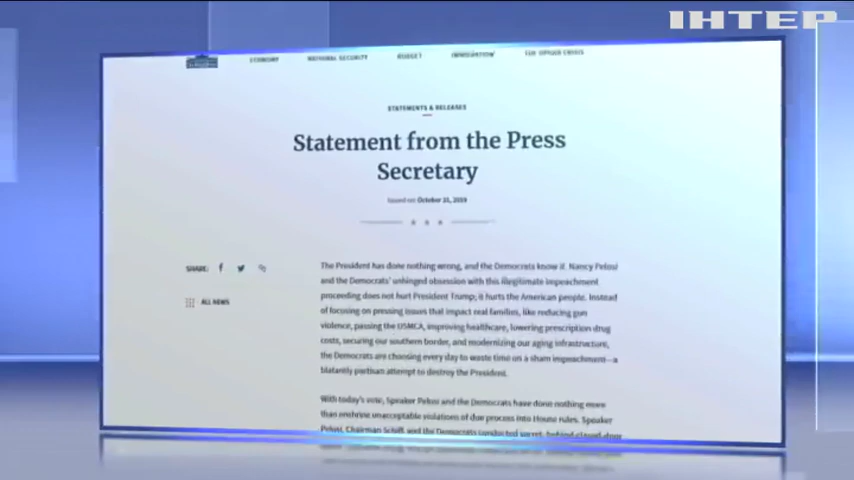 ІНТЕР
ECONOMY NATIONAL SECURITY BUDGET IMMIGRATION THE OPIOID CRISIS
STATEMENTS & RELEASES
Statement from the Press
Secretary
Issued on: October 31, 2019
SHARE:
ALL NEWS
The President has done nothing wrong, and the Democrats know it. Nancy Pelosi
and the Democrats' unhinged obsession with this illegitimate impeachment
proceeding does not hurt President Trump; it hurts the American people. Instead
of focusing on pressing issues that impact real families, like reducing gun
violence, passing the USMCA, improving healthcare, lowering prescription drug
costs, securing our southern border, and modernizing our aging infrastructure,
the Democrats are choosing every day to waste time on a sham impeachment—a
blatantly partisan attempt to destroy the President.
With today's vote, Speaker Pelosi and the Democrats have done nothing more
than enshrine unacceptable violations of due process into House rules. Speaker
Pelosi, Chairman Schiff, and the Democrats conducted secret, behind-closed-door